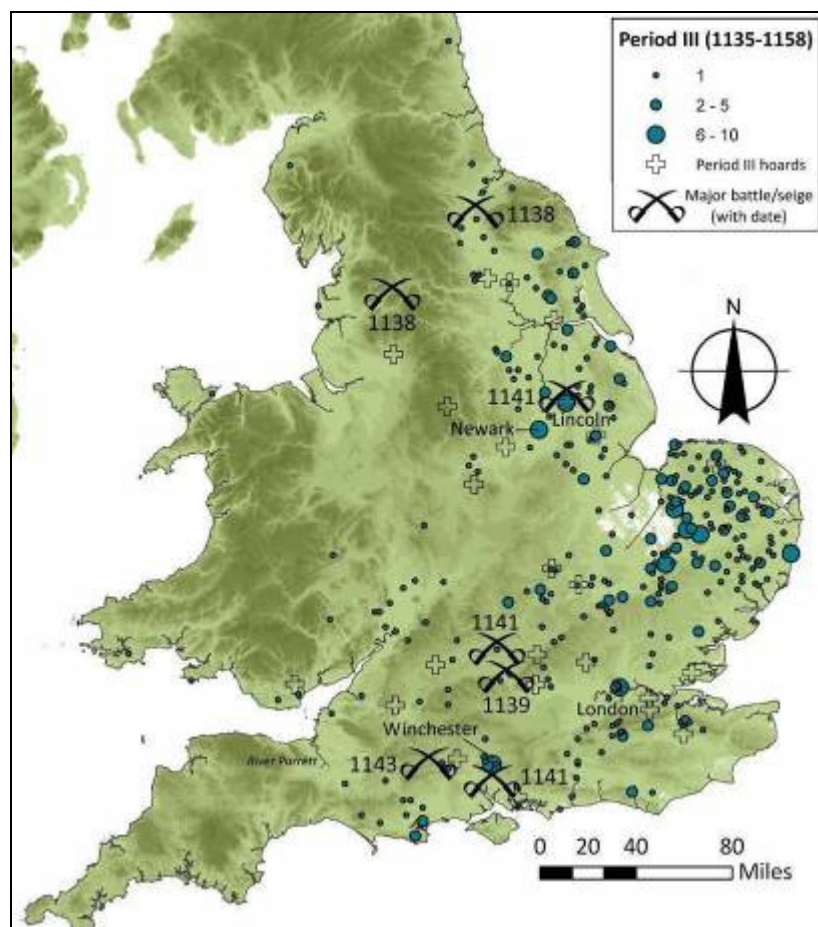 Period III (1135-1158)
1
2 - 5
6 - 10
Period III hoards
Major battle/seige
(with date)
1138
1138
N
1141
Lincoln
Newark
1141
1139
London
Winchester
River Parrett
1143
1141
0 20 40 80
Miles